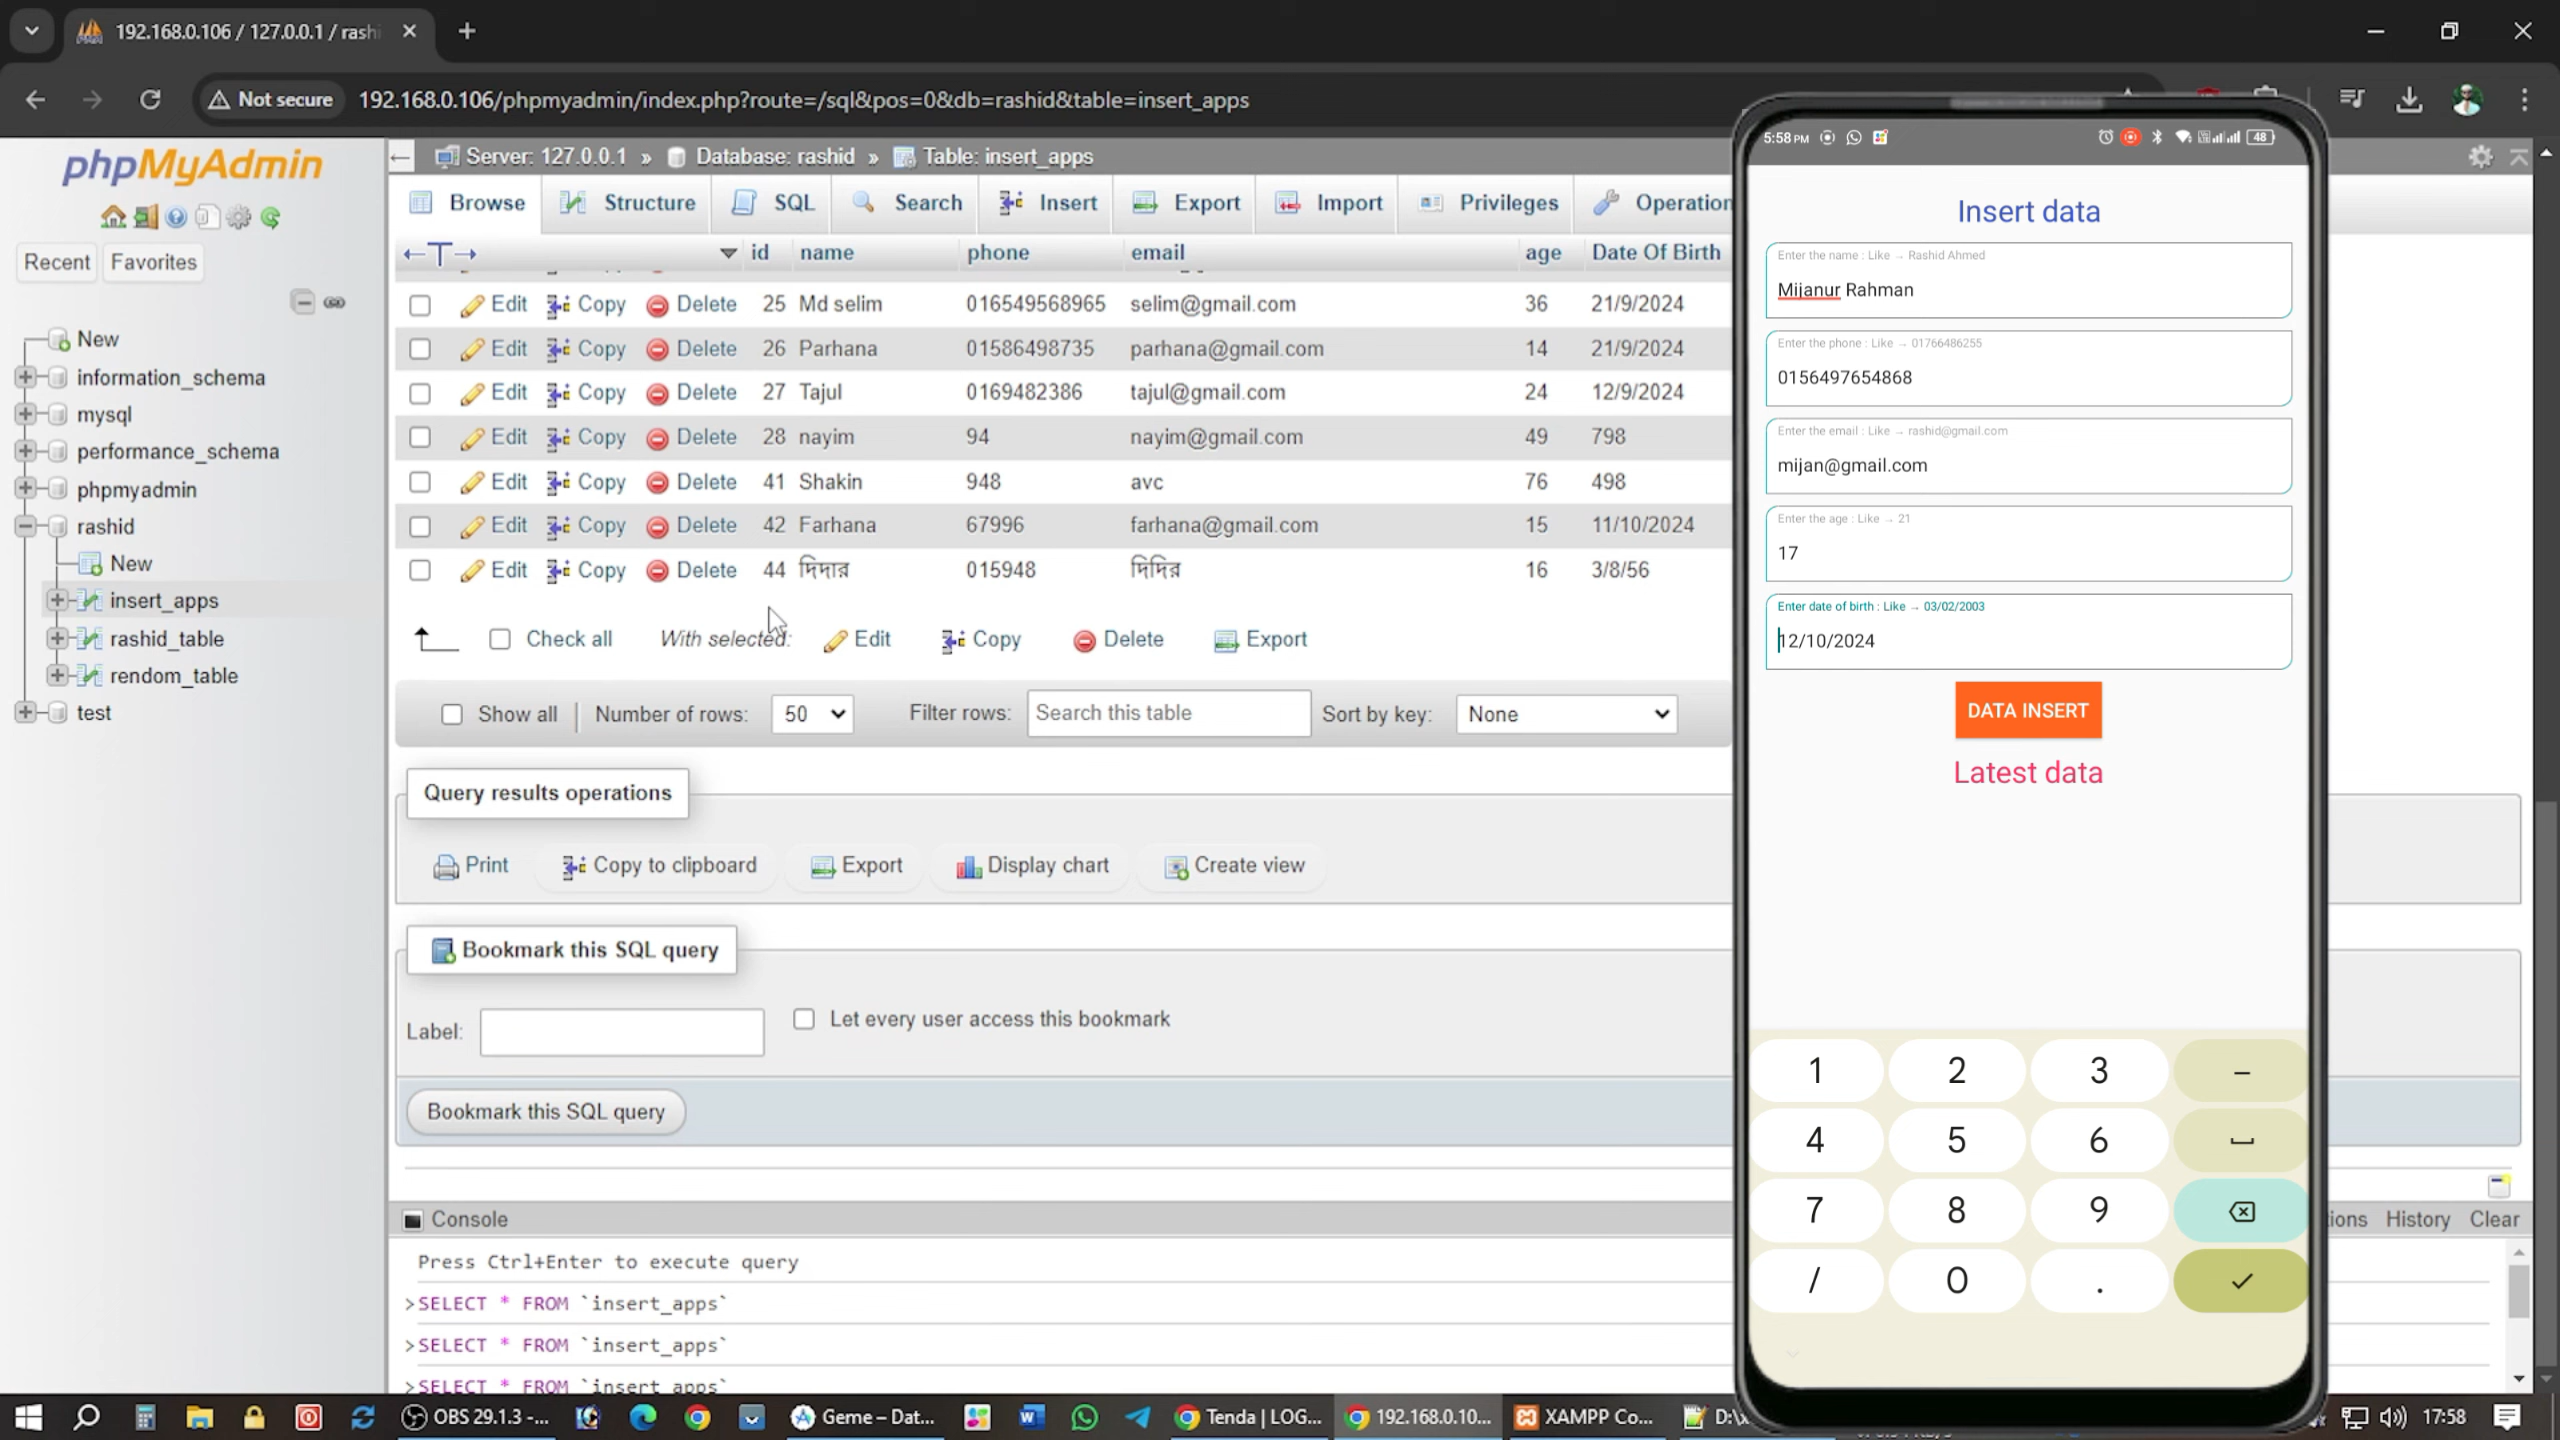 192.168.0.106 / 127.0.0.1 / rashi
Not secure
192.168.0.106/phpmyadmin/index.php?route=/sql&pos=0&db=rashid&table=insert_apps
phpMyAdmin
Recent
Favorites
New
information_schema
mysql
performance_schema
phpmyadmin
rashid
New
insert_apps
rashid_table
rendom_table
test
Server: 127.0.0.1 » Database: rashid » Table: insert_apps
Browse Structure SQL Search Insert Export Import Privileges Operation
←T→ id name phone email age Date Of Birth
Edit Copy Delete 25 Md selim 016549568965 selim@gmail.com 36 21/9/2024
Edit Copy Delete 26 Parhana 01586498735 parhana@gmail.com 14 21/9/2024
Edit Copy Delete 27 Tajul 0169482386 tajul@gmail.com 24 12/9/2024
Edit Copy Delete 28 nayim 94 nayim@gmail.com 49 798
Edit Copy Delete 41 Shakin 948 avc 76 498
Edit Copy Delete 42 Farhana 67996 farhana@gmail.com 15 11/10/2024
Edit Copy Delete 44 দিদার 015948 দিদির 16 3/8/56
Check all With selected: Edit Copy Delete Export
Show all | Number of rows: 50 Filter rows: Search this table Sort by key: None
Query results operations
Print Copy to clipboard Export Display chart Create view
Bookmark this SQL query
Label:
Let every user access this bookmark
Bookmark this SQL query
Console
tions History Clear
Press Ctrl+Enter to execute query
>SELECT * FROM `insert_apps`
>SELECT * FROM `insert_apps`
>SELECT * FROM `insert_apps`
5:58 PM
48
Insert data
Enter the name : Like → Rashid Ahmed
Mijanur Rahman
Enter the phone : Like → 01766486255
0156497654868
Enter the email : Like → rashid@gmail.com
mijan@gmail.com
Enter the age : Like → 21
17
Enter date of birth : Like → 03/02/2003
12/10/2024
DATA INSERT
Latest data
1 2 3 –
4 5 6
7 8 9
/ 0 .
OBS 29.1.3 -...
Geme – Dat...
Tenda | LOG...
192.168.0.10...
XAMPP Co...
D:\x
17:58